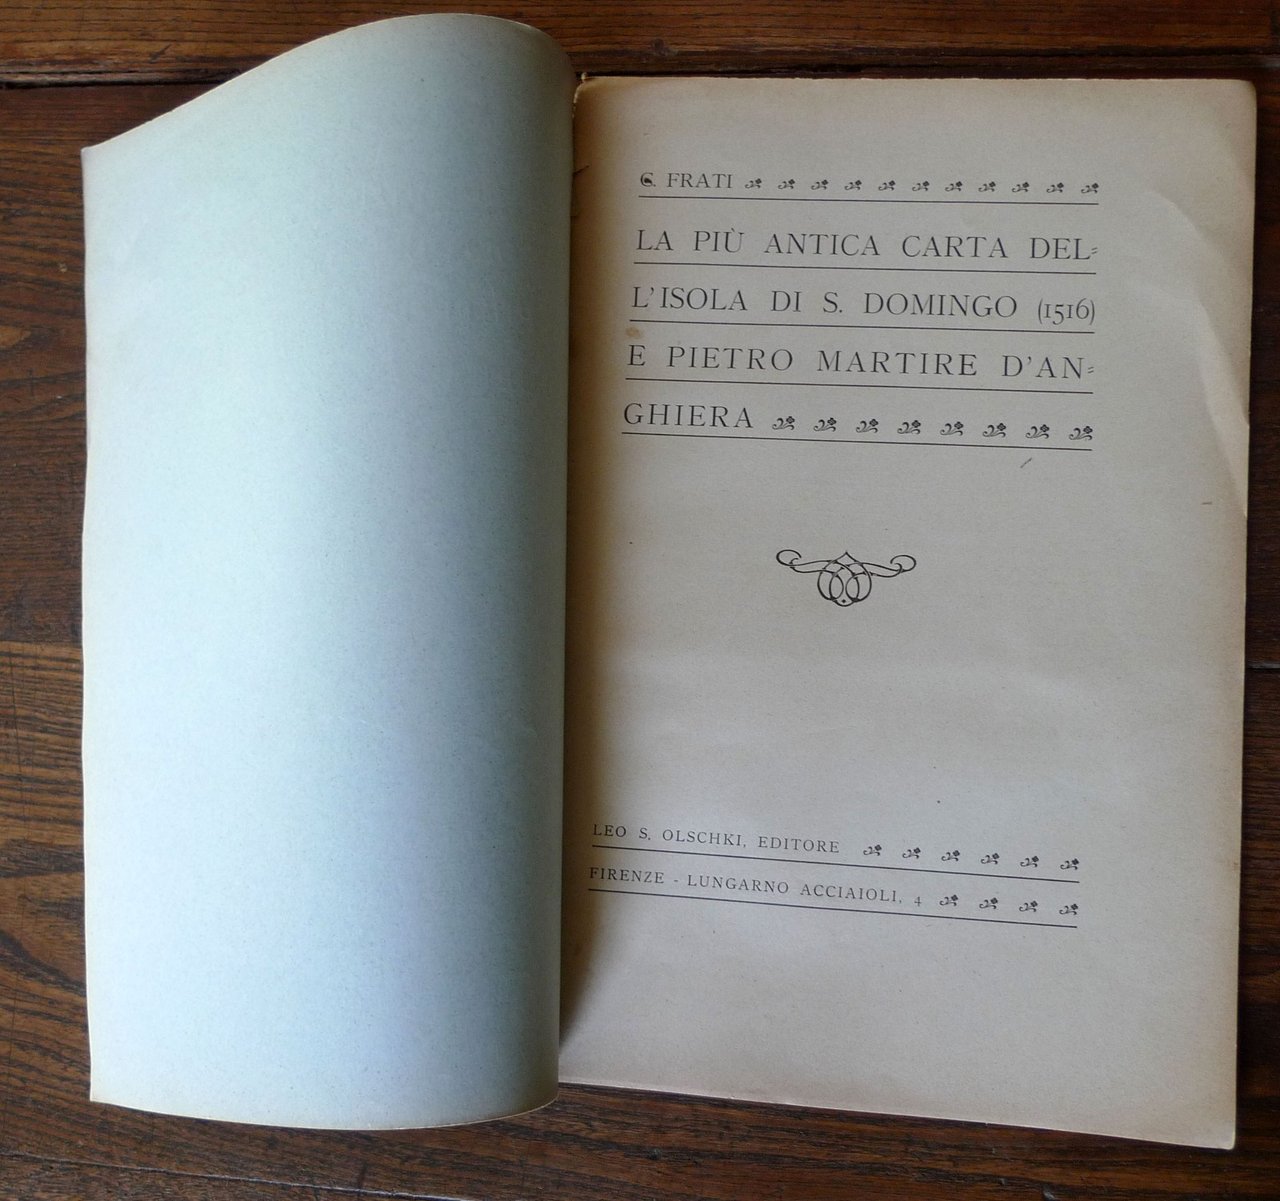 C. FRATI
LA PIÙ ANTICA CARTA DEL=
L'ISOLA DI S. DOMINGO (1516)
E PIETRO MARTIRE D'AN=
GHIERA
LEO S. OLSCHKI, EDITORE
FIRENZE - LUNGARNO ACCIAIOLI, 4